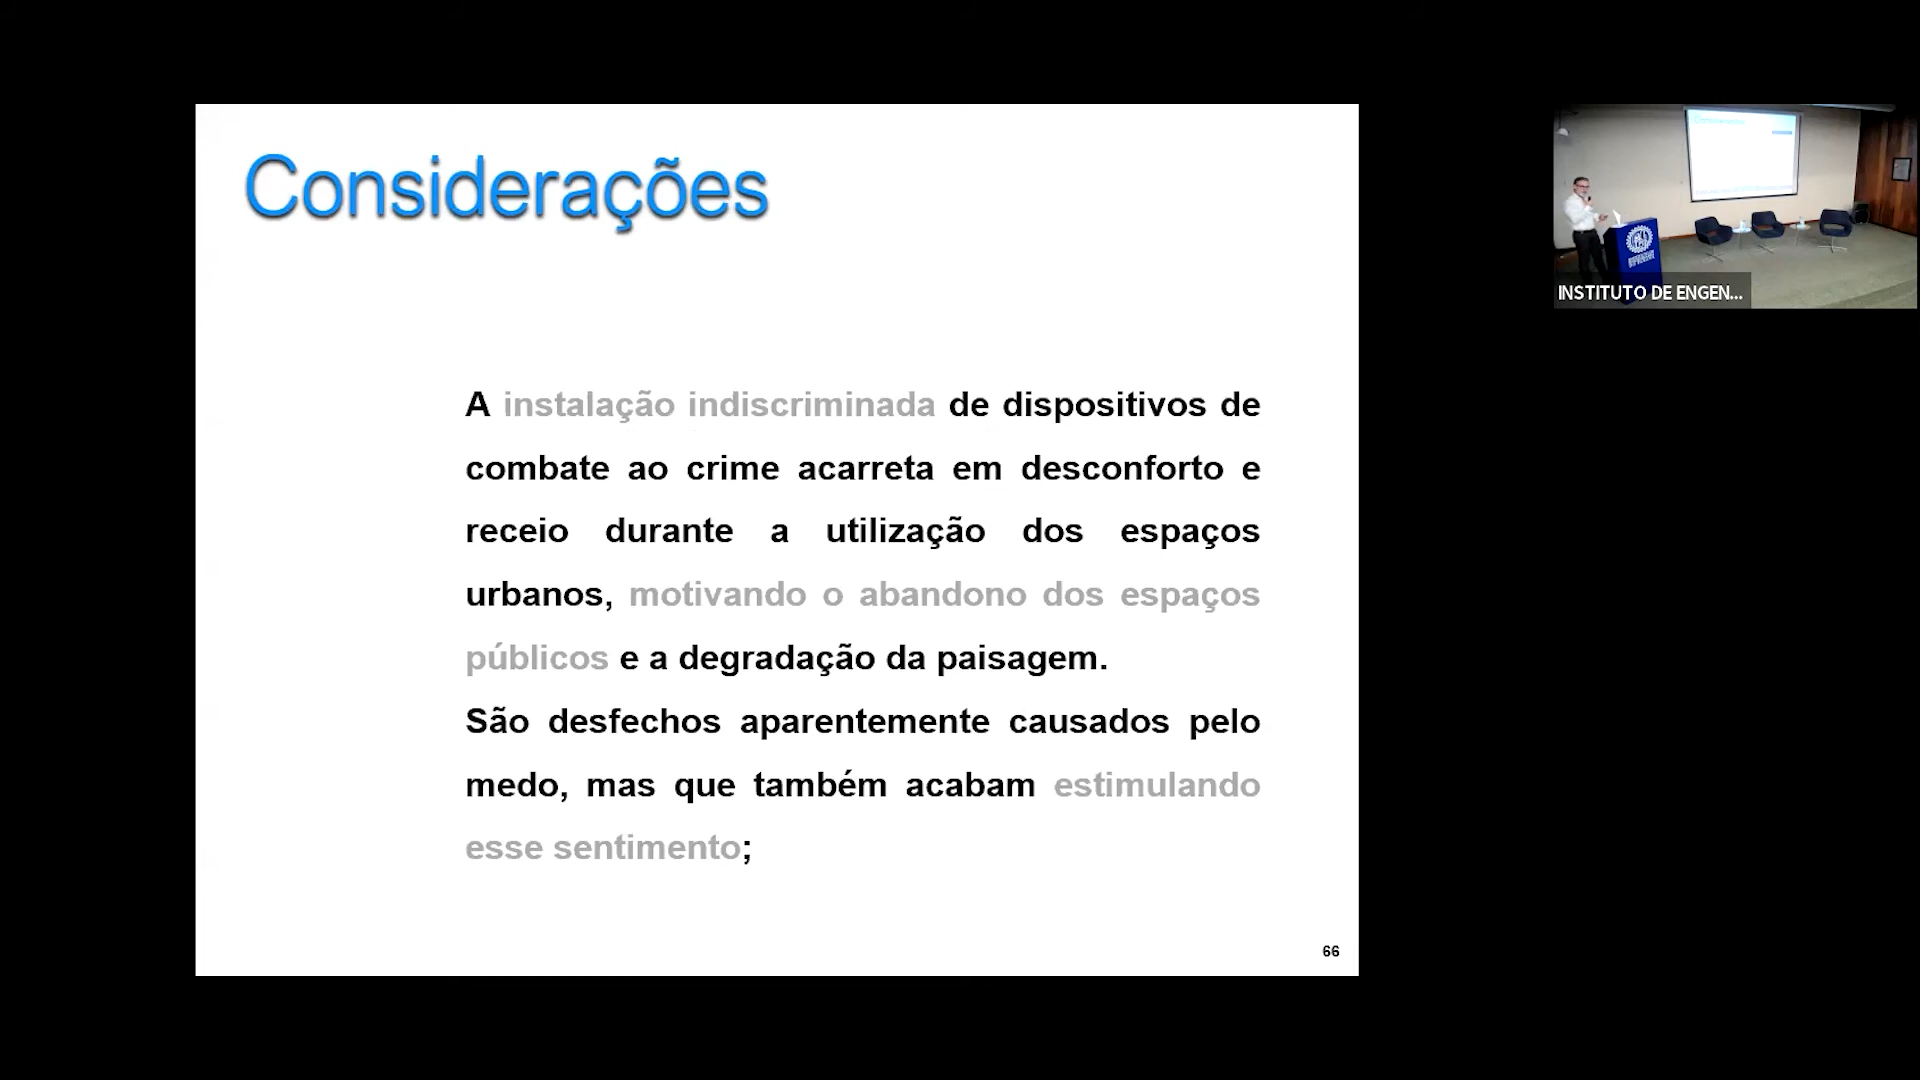 Considerações
A instalação indiscriminada de dispositivos de
combate ao crime acarreta em desconforto e
receio durante a utilização dos espaços
urbanos, motivando o abandono dos espaços
públicos e a degradação da paisagem.
São desfechos aparentemente causados pelo
medo, mas que também acabam estimulando
esse sentimento;
66
INSTITUTO DE ENGEN...